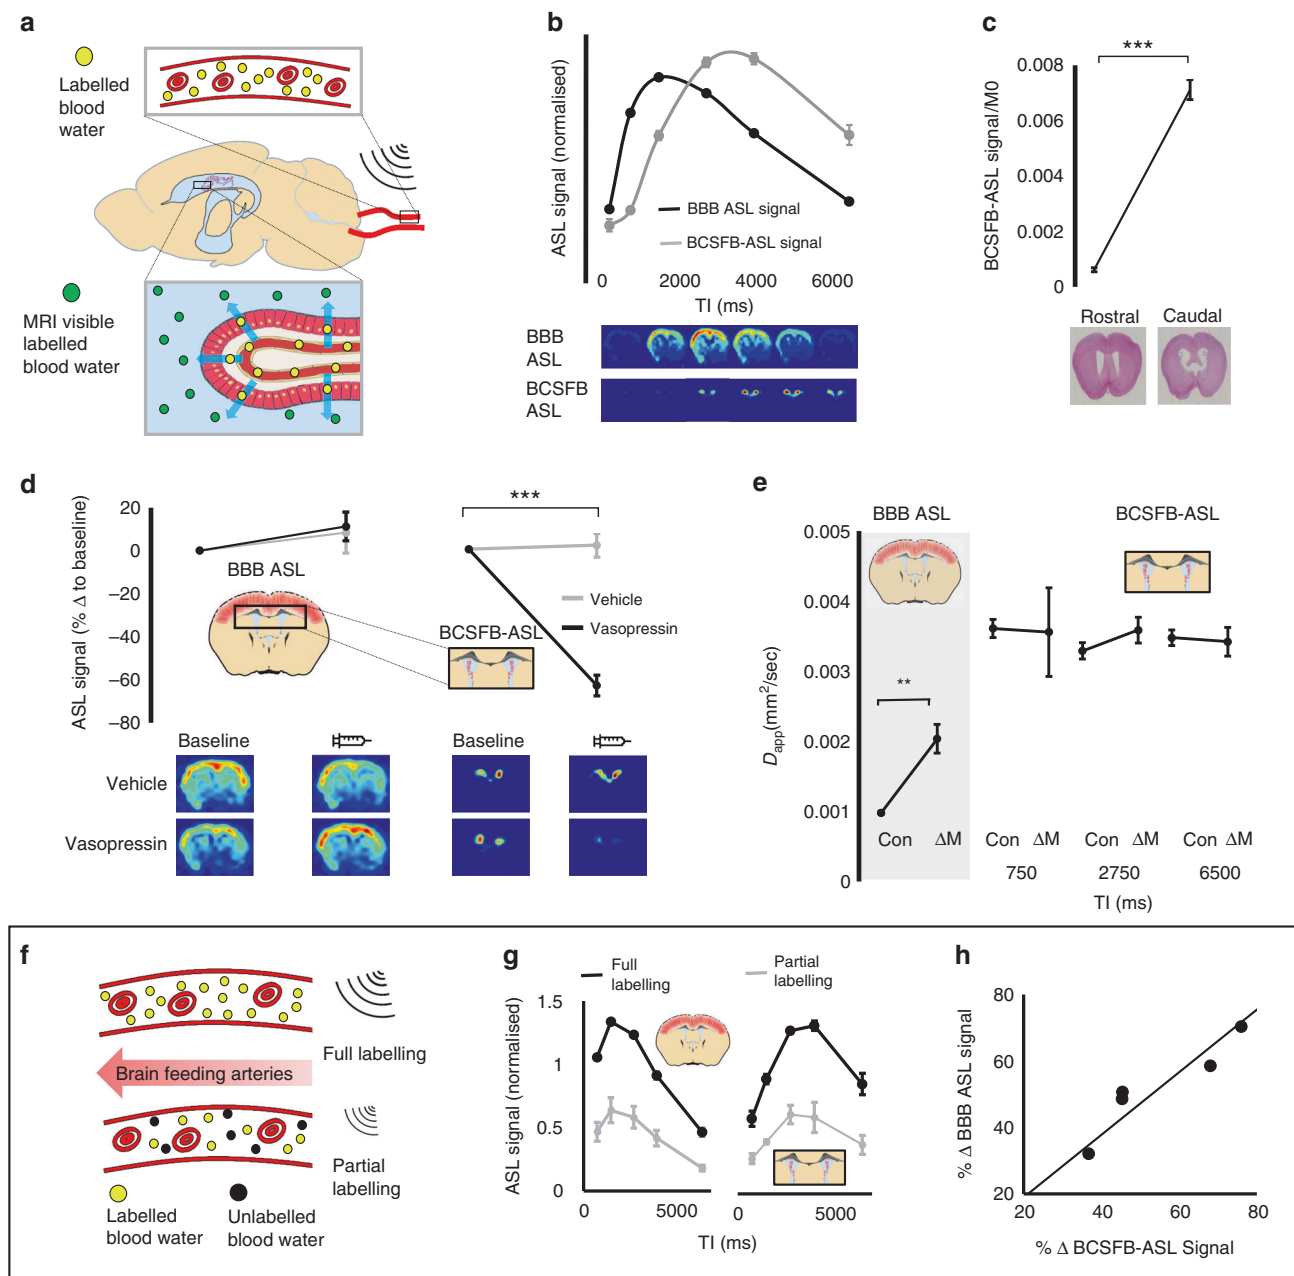 a
Labelled
blood
water
MRI visible
labelled
blood water
b
ASL signal (normalised)
BBB ASL signal
BCSFB-ASL signal
0 2000 4000 6000
TI (ms)
BBB
ASL
BCSFB
ASL
c
***
BCSFB-ASL signal/M0
0.008
0.006
0.004
0.002
0
Rostral Caudal
d
ASL signal (% Δ to baseline)
20
0
−20
−40
−60
−80
***
BBB ASL
BCSFB-ASL
Vehicle
Vasopressin
Baseline Baseline
Vehicle
Vasopressin
e
BBB ASL BCSFB-ASL
Dapp(mm²/sec)
0.005
0.004
0.003
0.002
0.001
0
**
Con ΔM Con ΔM Con ΔM Con ΔM
750 2750 6500
TI (ms)
f
Full labelling
Brain feeding arteries
Partial
labelling
Labelled
blood water
Unlabelled
blood water
g
Full
labelling
Partial
labelling
ASL signal (normalised)
1.5
1
0.5
0
0 5000 0 5000
TI (ms)
h
% Δ BBB ASL signal
80
60
40
20
20 40 60 80
% Δ BCSFB-ASL Signal